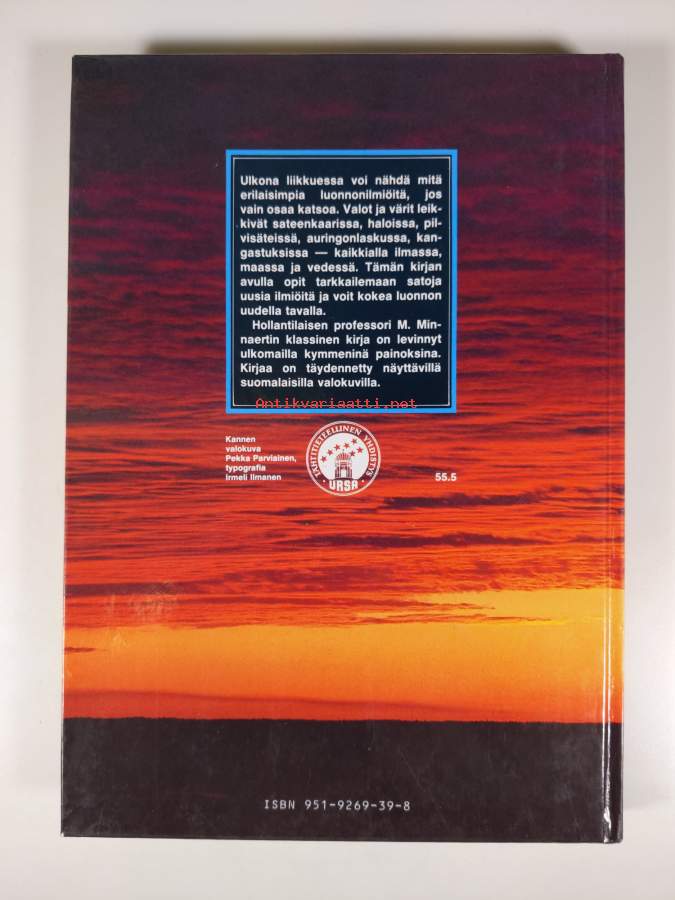 Ulkona liikkuessa voi nähdä mitä
erilaisimpia luonnonilmiöitä, jos
vain osaa katsoa. Valot ja värit leik-
kivät sateenkaarissa, haloissa, pil-
visäteissä, auringonlaskussa, kan-
gastuksissa — kaikkialla ilmassa,
maassa ja vedessä. Tämän kirjan
avulla opit tarkkailemaan satoja
uusia ilmiöitä ja voit kokea luonnon
uudella tavalla.
Hollantilaisen professori M. Min-
naertin klassinen kirja on levinnyt
ulkomailla kymmeninä painoksina.
Kirjaa on täydennetty näyttävillä
suomalaisilla valokuvilla.
Antikvariaatti.net
Kannen
valokuva
Pekka Parviainen,
typografia
Irmeli Ilmanen
TÄHTITIETEELLINEN YHDISTYS
URSA
55.5
ISBN 951-9269-39-8